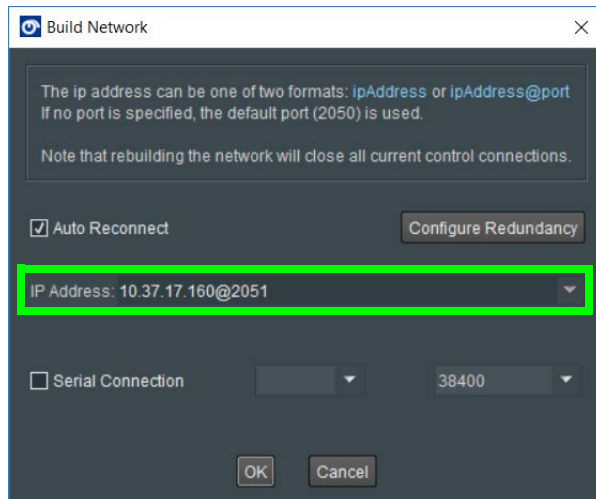 Build Network
The ip address can be one of two formats: ipAddress or ipAddress@port
If no port is specified, the default port (2050) is used.
Note that rebuilding the network will close all current control connections.
Auto Reconnect
Configure Redundancy
IP Address: 10.37.17.160@2051
Serial Connection
38400
OK
Cancel